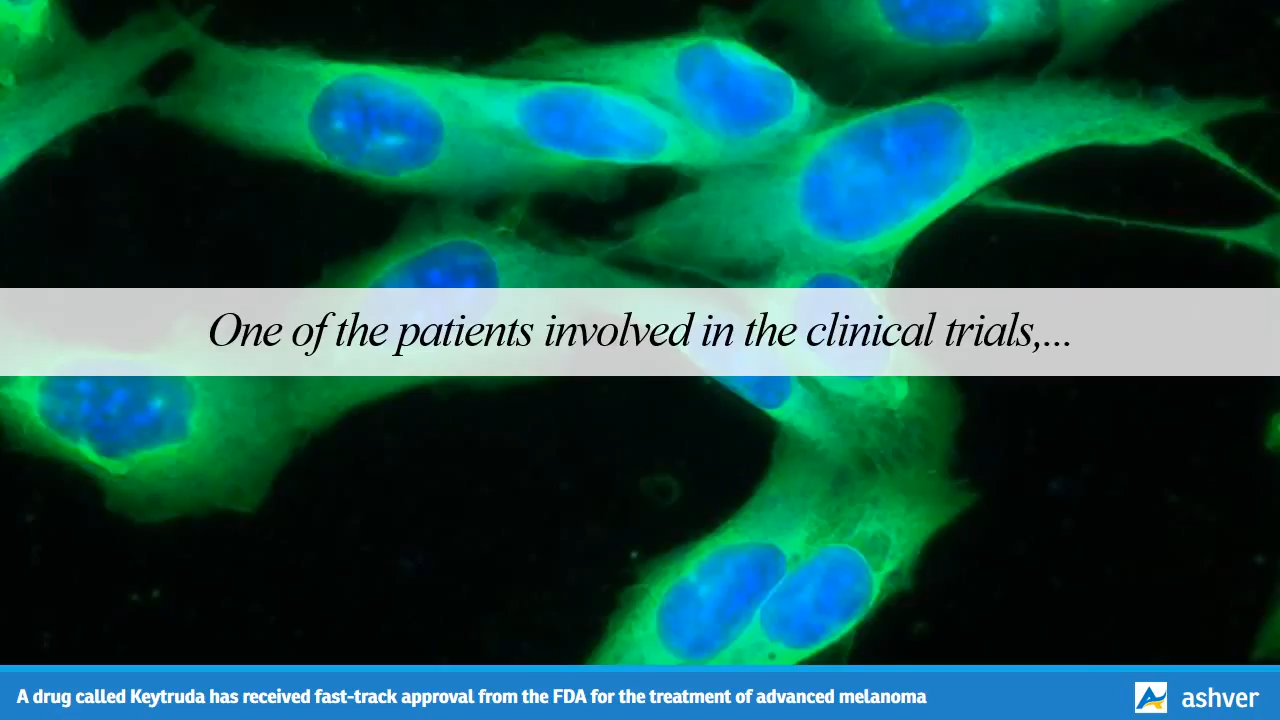 One of the patients involved in the clinical trials,...
A drug called Keytruda has received fast-track approval from the FDA for the treatment of advanced melanoma
ashver